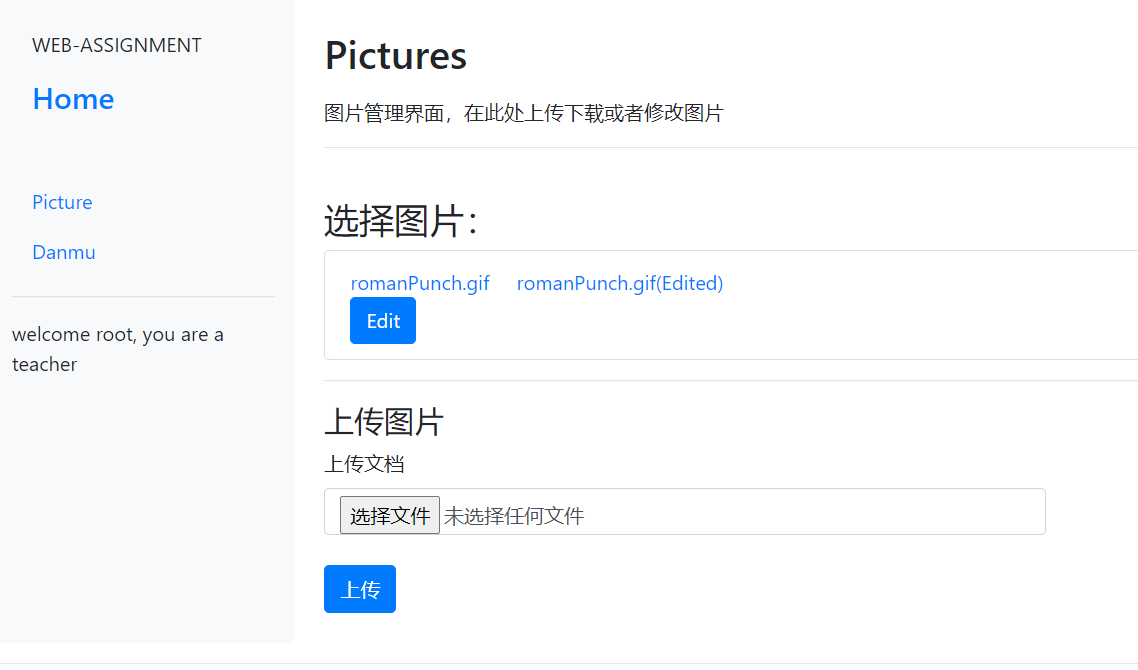 WEB-ASSIGNMENT
Home
Picture
Danmu
welcome root, you are a
teacher
Pictures
图片管理界面，在此处上传下载或者修改图片
选择图片：
romanPunch.gif romanPunch.gif(Edited)
Edit
上传图片
上传文档
选择文件 未选择任何文件
上传